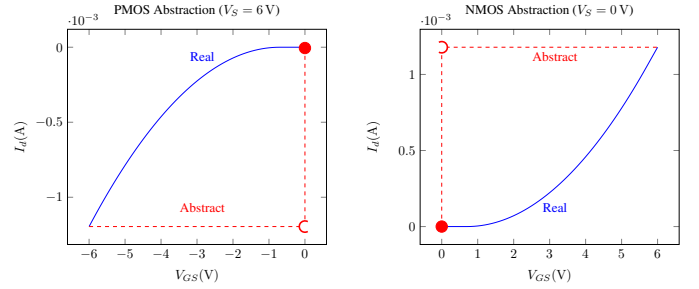 PMOS Abstraction (V_S = 6 V)
·10⁻³
0
−0.5
−1
I_d(A)
Real
Abstract
−6 −5 −4 −3 −2 −1 0
V_GS(V)
NMOS Abstraction (V_S = 0 V)
·10⁻³
1
0.5
0
I_d(A)
Abstract
Real
0 1 2 3 4 5 6
V_GS(V)